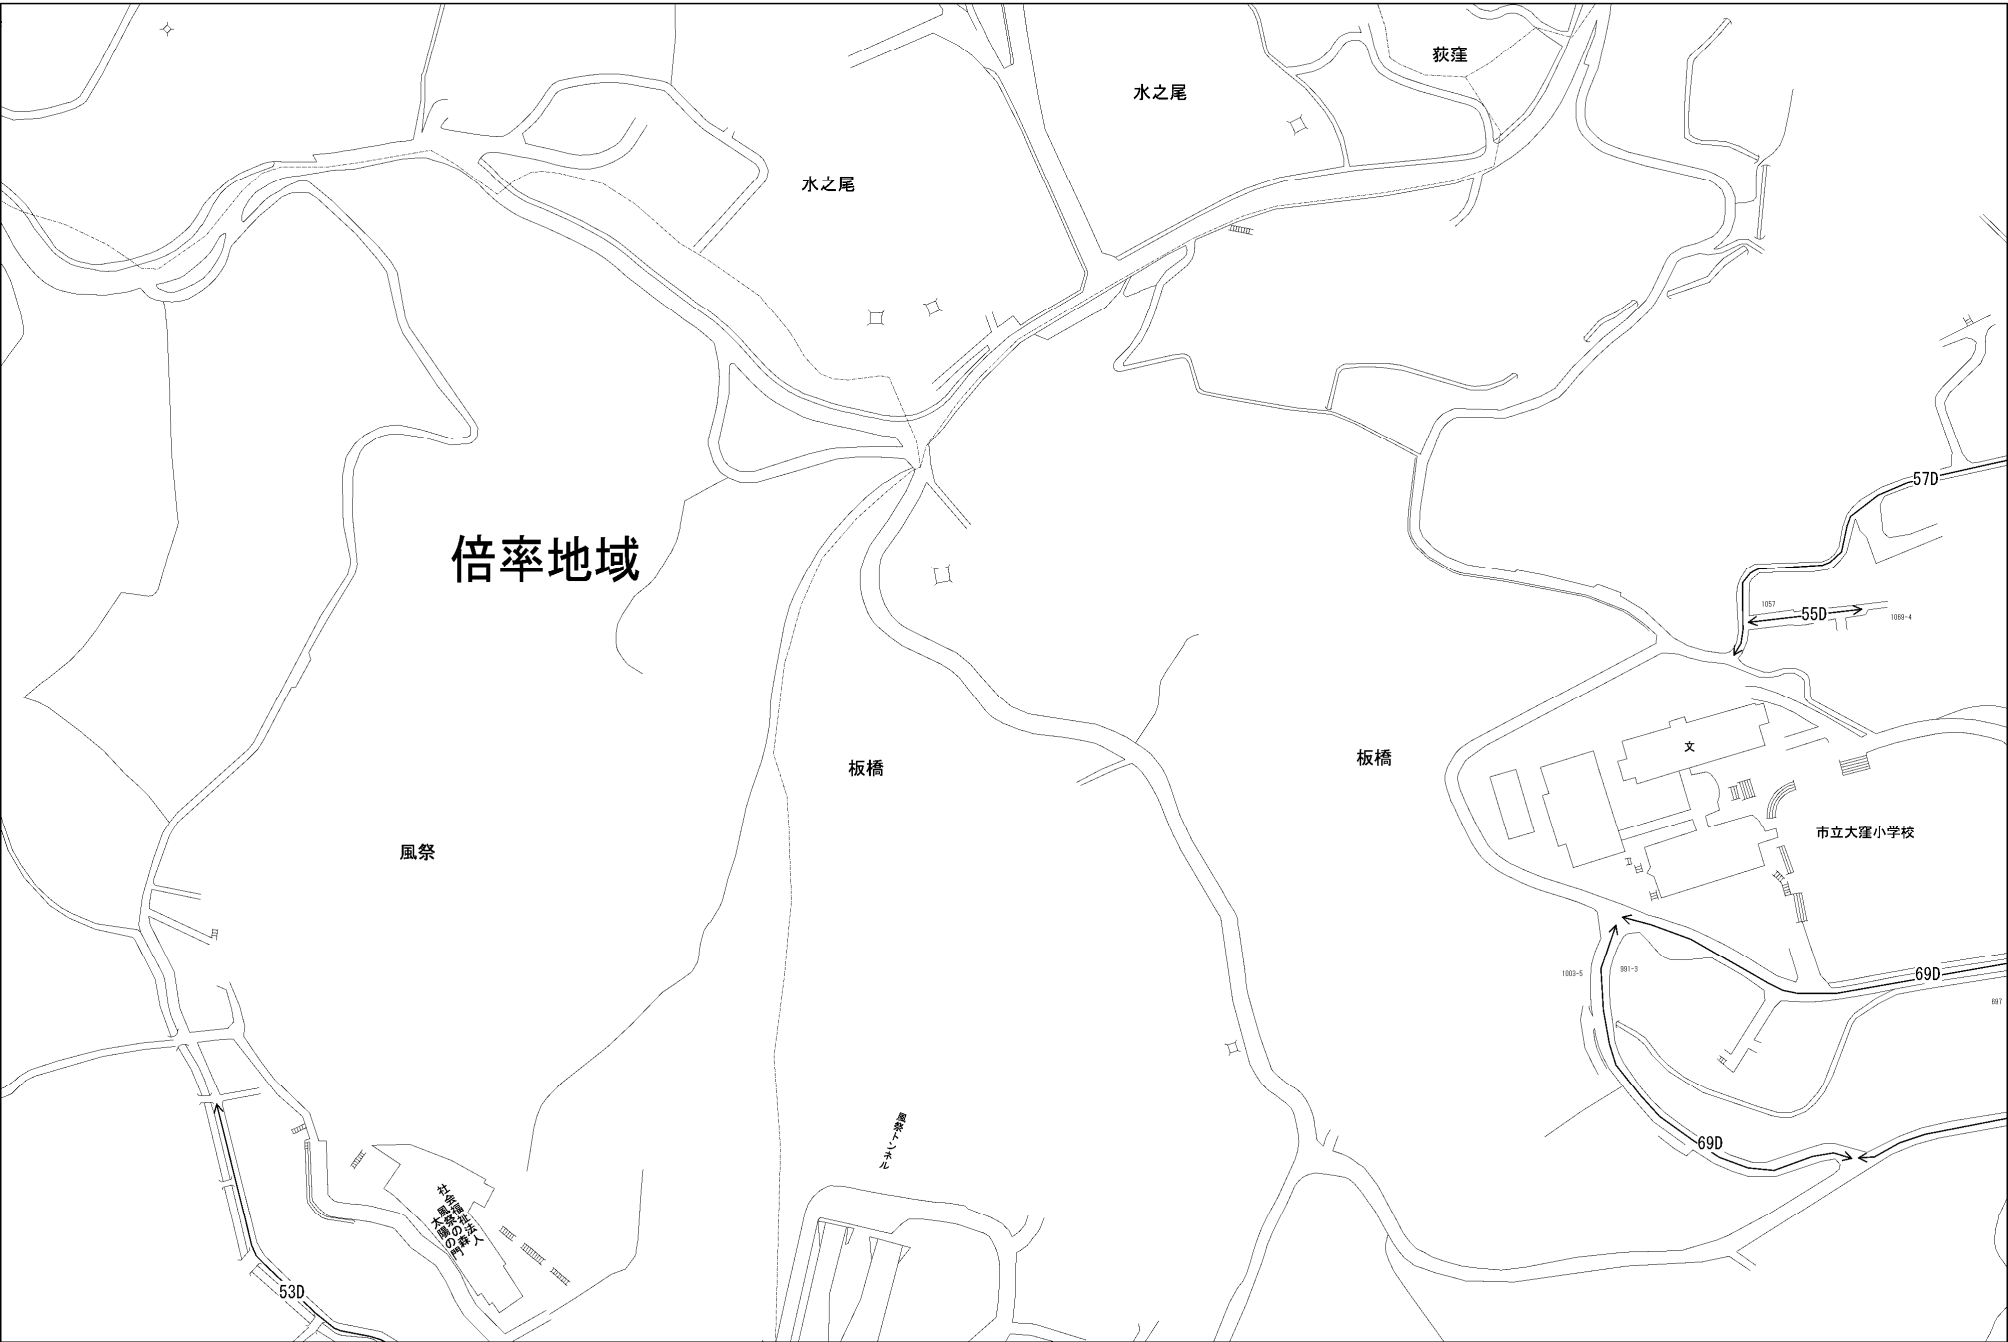 荻窪
水之尾
水之尾
57D
倍率地域
1057
55D
1069-4
板橋
板橋
文
市立大窪小学校
風祭
1003-5
991-3
69D
697
69D
風祭トンネル
社会福祉法人
風祭の森
太陽の門
53D